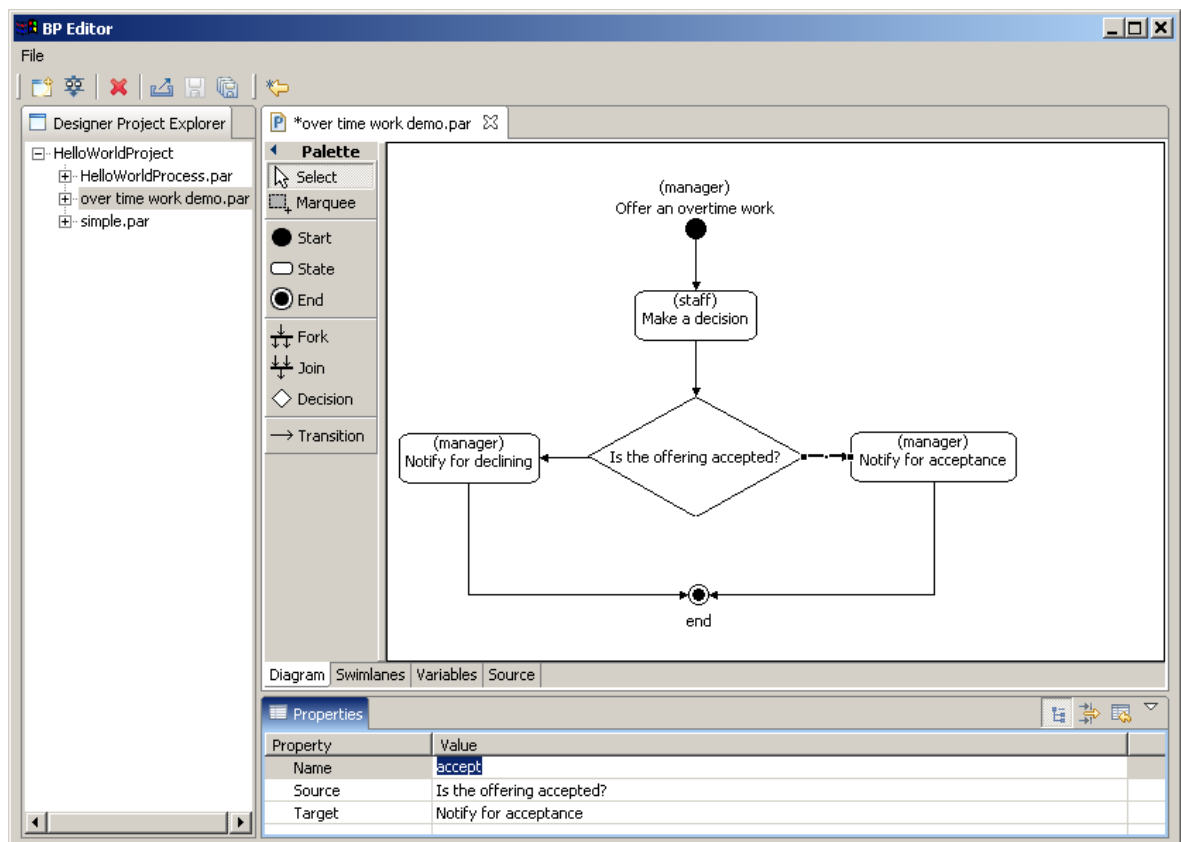 BP Editor
File
Designer Project Explorer
HelloWorldProject
HelloWorldProcess.par
over time work demo.par
simple.par
*over time work demo.par
Palette
Select
Marquee
Start
State
End
Fork
Join
Decision
Transition
(manager)
Offer an overtime work
(staff)
Make a decision
(manager)
Notify for declining
Is the offering accepted?
(manager)
Notify for acceptance
end
Diagram Swimlanes Variables Source
Properties
Property Value
Name accept
Source Is the offering accepted?
Target Notify for acceptance